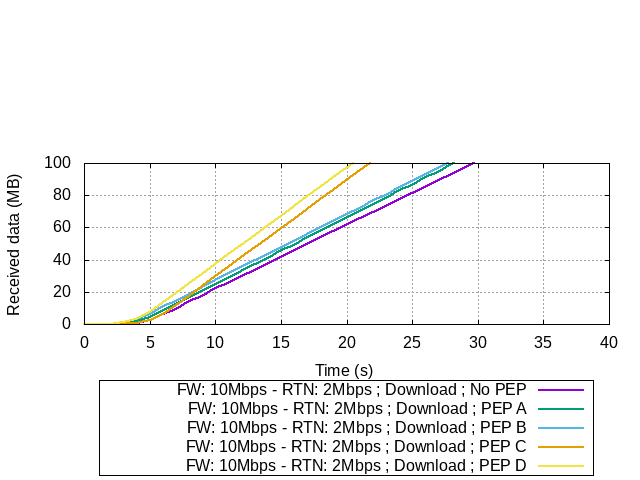 Received data (MB)
100
80
60
40
20
0
0 5 10 15 20 25 30 35 40
Time (s)
FW: 10Mbps - RTN: 2Mbps ; Download ; No PEP
FW: 10Mbps - RTN: 2Mbps ; Download ; PEP A
FW: 10Mbps - RTN: 2Mbps ; Download ; PEP B
FW: 10Mbps - RTN: 2Mbps ; Download ; PEP C
FW: 10Mbps - RTN: 2Mbps ; Download ; PEP D